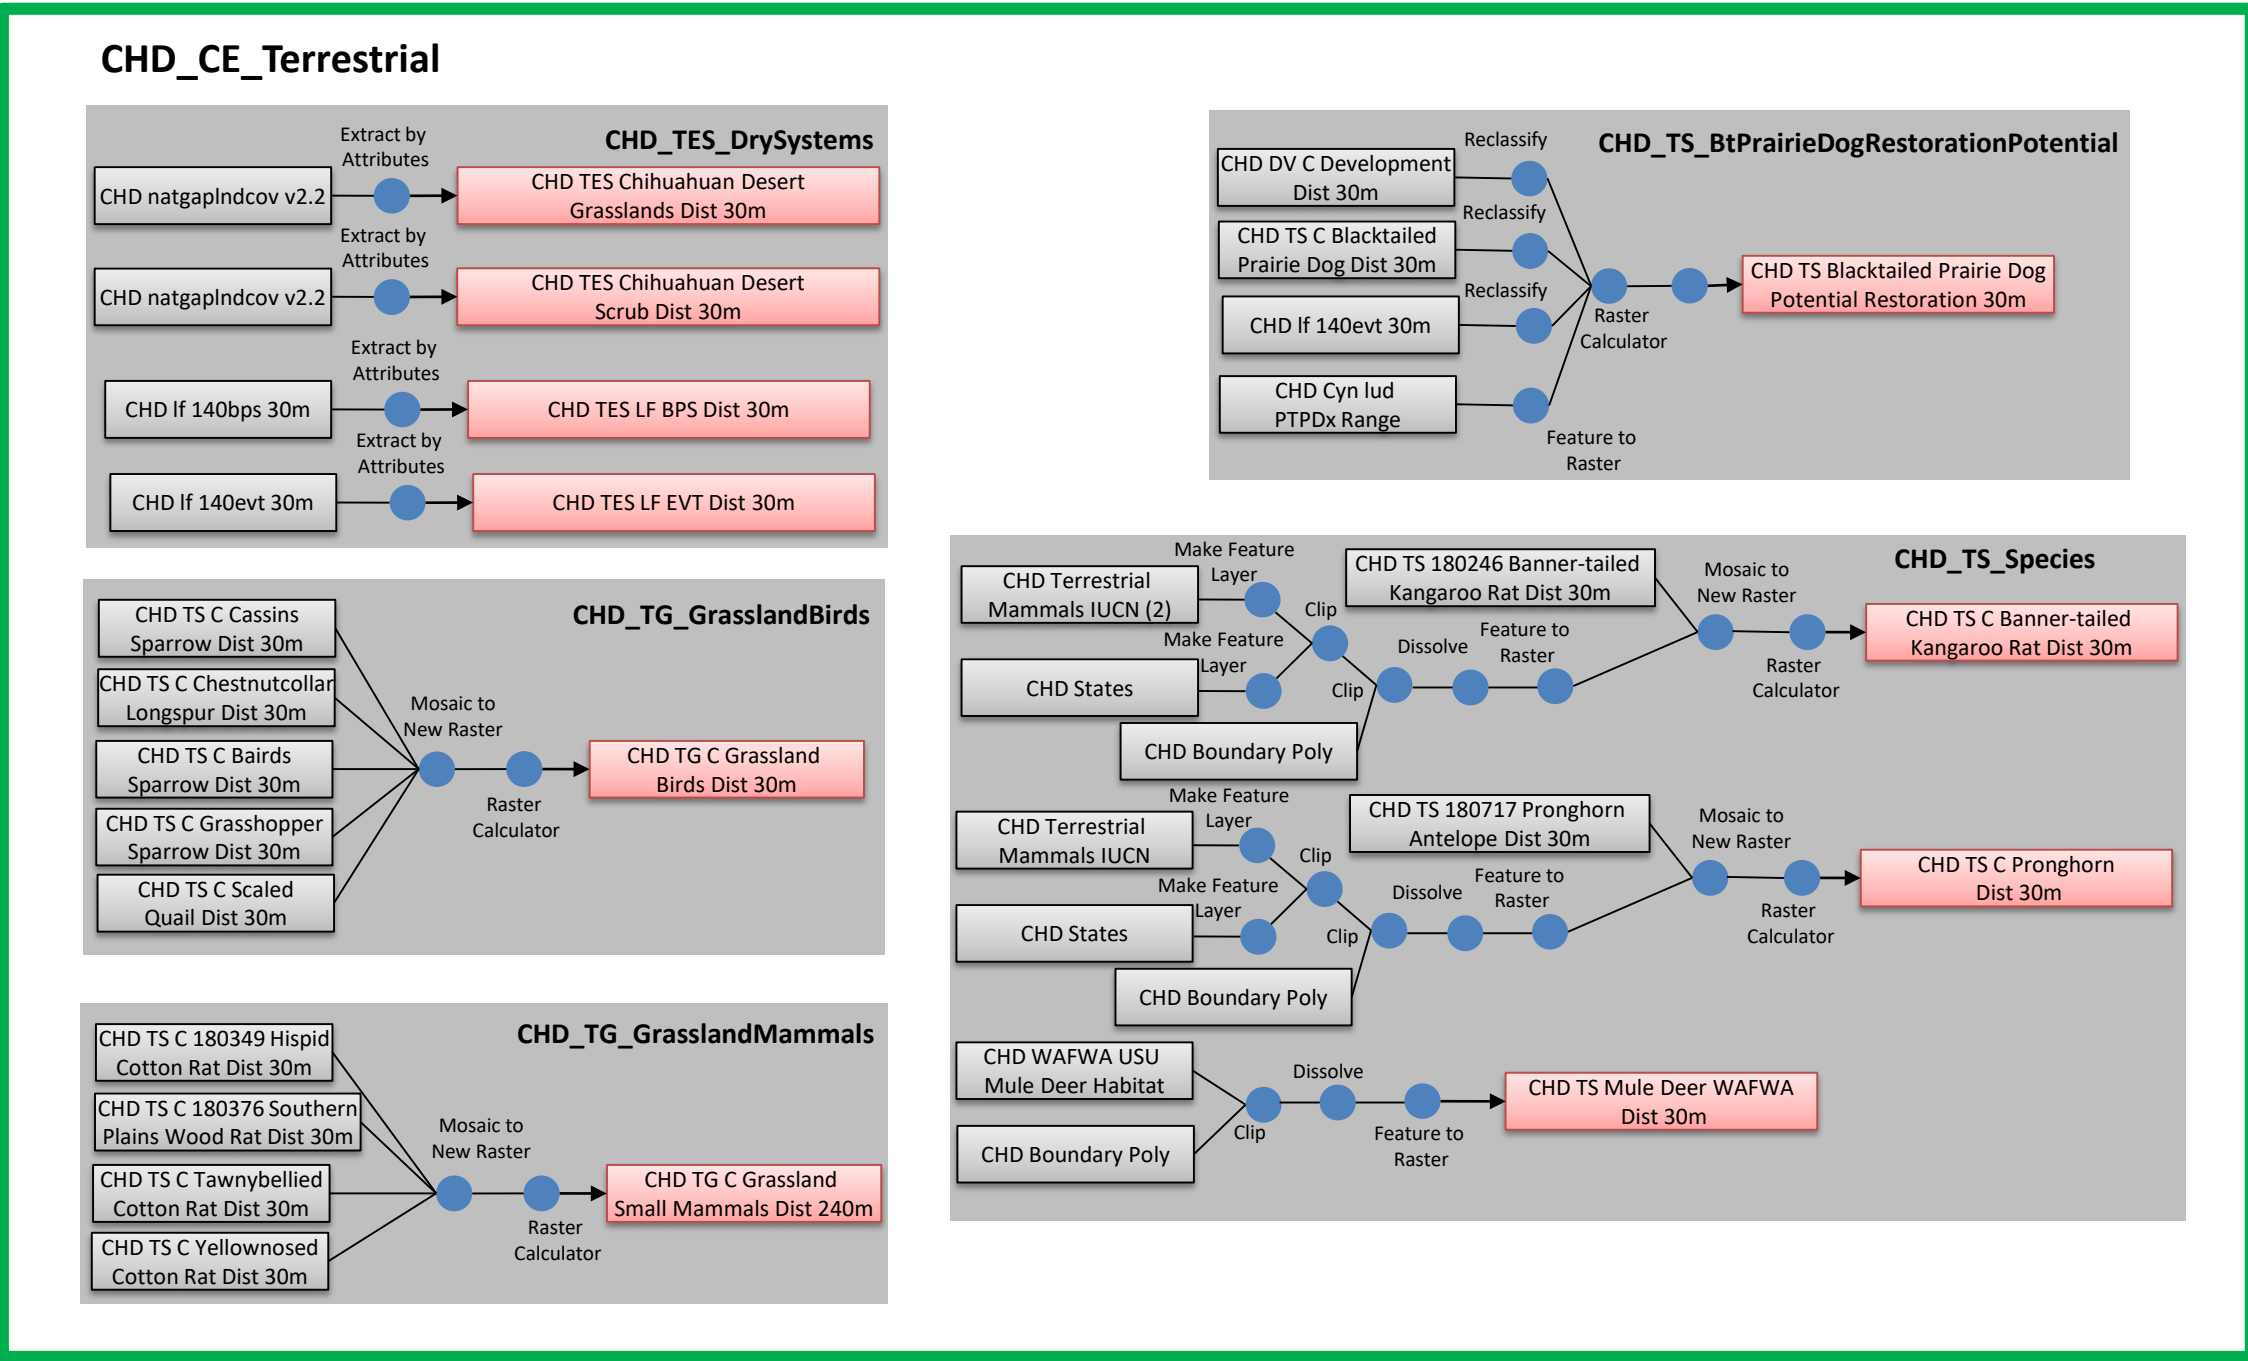 CHD_CE_Terrestrial
CHD_TES_DrySystems
Extract by
Attributes
CHD natgaplndcov v2.2
CHD TES Chihuahuan Desert
Grasslands Dist 30m
Extract by
Attributes
CHD natgaplndcov v2.2
CHD TES Chihuahuan Desert
Scrub Dist 30m
Extract by
Attributes
CHD lf 140bps 30m
CHD TES LF BPS Dist 30m
Extract by
Attributes
CHD lf 140evt 30m
CHD TES LF EVT Dist 30m
CHD_TG_GrasslandBirds
CHD TS C Cassins
Sparrow Dist 30m
CHD TS C Chestnutcollar
Longspur Dist 30m
CHD TS C Bairds
Sparrow Dist 30m
CHD TS C Grasshopper
Sparrow Dist 30m
CHD TS C Scaled
Quail Dist 30m
Mosaic to
New Raster
Raster
Calculator
CHD TG C Grassland
Birds Dist 30m
CHD_TG_GrasslandMammals
CHD TS C 180349 Hispid
Cotton Rat Dist 30m
CHD TS C 180376 Southern
Plains Wood Rat Dist 30m
CHD TS C Tawnybellied
Cotton Rat Dist 30m
CHD TS C Yellownosed
Cotton Rat Dist 30m
Mosaic to
New Raster
Raster
Calculator
CHD TG C Grassland
Small Mammals Dist 240m
CHD_TS_BtPrairieDogRestorationPotential
Reclassify
CHD DV C Development
Dist 30m
Reclassify
CHD TS C Blacktailed
Prairie Dog Dist 30m
Reclassify
CHD lf 140evt 30m
CHD Cyn lud
PTPDx Range
Feature to
Raster
Raster
Calculator
CHD TS Blacktailed Prairie Dog
Potential Restoration 30m
CHD_TS_Species
Make Feature
Layer
CHD Terrestrial
Mammals IUCN (2)
Make Feature
Layer
CHD States
Clip
Clip
CHD Boundary Poly
Dissolve
Feature to
Raster
CHD TS 180246 Banner-tailed
Kangaroo Rat Dist 30m
Mosaic to
New Raster
Raster
Calculator
CHD TS C Banner-tailed
Kangaroo Rat Dist 30m
Make Feature
Layer
CHD Terrestrial
Mammals IUCN
Make Feature
Layer
CHD States
Clip
Clip
CHD Boundary Poly
Dissolve
Feature to
Raster
CHD TS 180717 Pronghorn
Antelope Dist 30m
Mosaic to
New Raster
Raster
Calculator
CHD TS C Pronghorn
Dist 30m
CHD WAFWA USU
Mule Deer Habitat
CHD Boundary Poly
Clip
Dissolve
Feature to
Raster
CHD TS Mule Deer WAFWA
Dist 30m